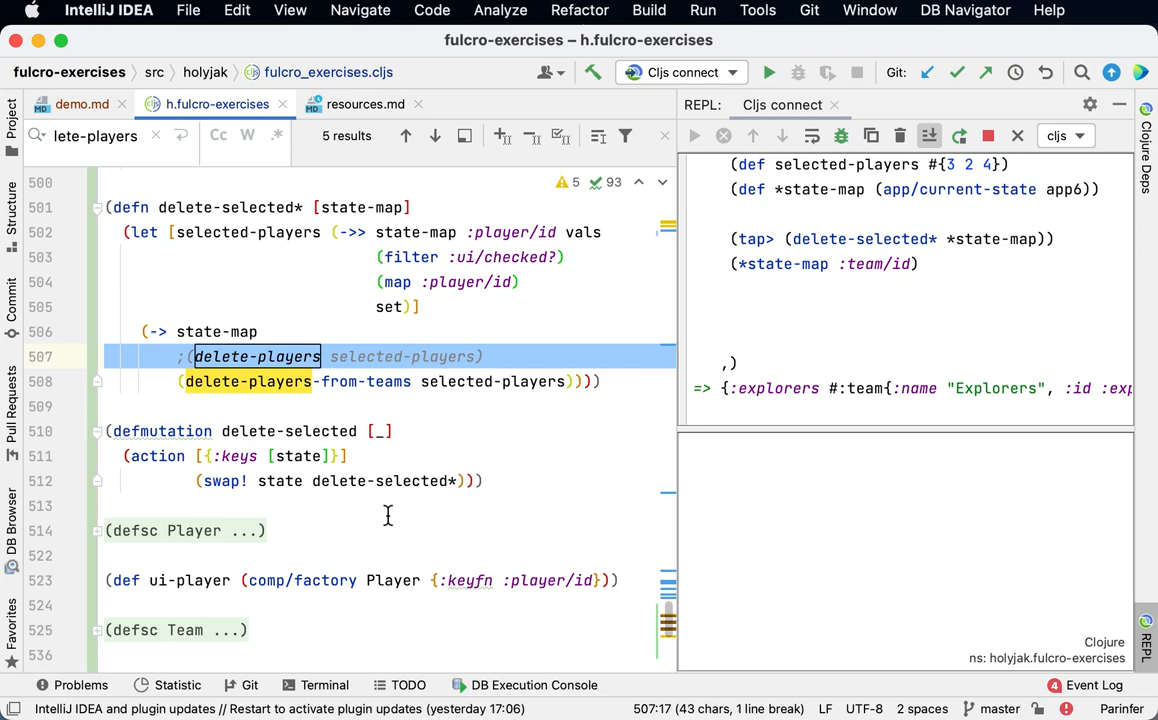 IntelliJ IDEA File Edit View Navigate Code Analyze Refactor Build Run Tools Git Window DB Navigator Help
fulcro-exercises – h.fulcro-exercises
fulcro-exercises src holyjak fulcro_exercises.cljs Cljs connect Git:
demo.md h.fulcro-exercises resources.md REPL: Cljs connect
lete-players Cc W .* 5 results cljs
5 93
500
501 (defn delete-selected* [state-map]
502 (let [selected-players (->> state-map :player/id vals
503 (filter :ui/checked?)
504 (map :player/id)
505 set)]
506 (-> state-map
507 ;(delete-players selected-players)
508 (delete-players-from-teams selected-players))))
509
510 (defmutation delete-selected [_]
511 (action [{:keys [state]}]
512 (swap! state delete-selected*)))
513
514 (defsc Player ...)
522
523 (def ui-player (comp/factory Player {:keyfn :player/id}))
524
525 (defsc Team ...)
536
(def selected-players #{3 2 4})
(def *state-map (app/current-state app6))
(tap> (delete-selected* *state-map))
(*state-map :team/id)
,)
=> {:explorers #:team{:name "Explorers", :id :exp
Clojure
ns: holyjak.fulcro-exercises
Project
Structure
Commit
Pull Requests
DB Browser
Favorites
Clojure Deps
REPL
Problems Statistic Git Terminal TODO DB Execution Console 4 Event Log
IntelliJ IDEA and plugin updates // Restart to activate plugin updates (yesterday 17:06) 507:17 (43 chars, 1 line break) LF UTF-8 2 spaces master Parinfer